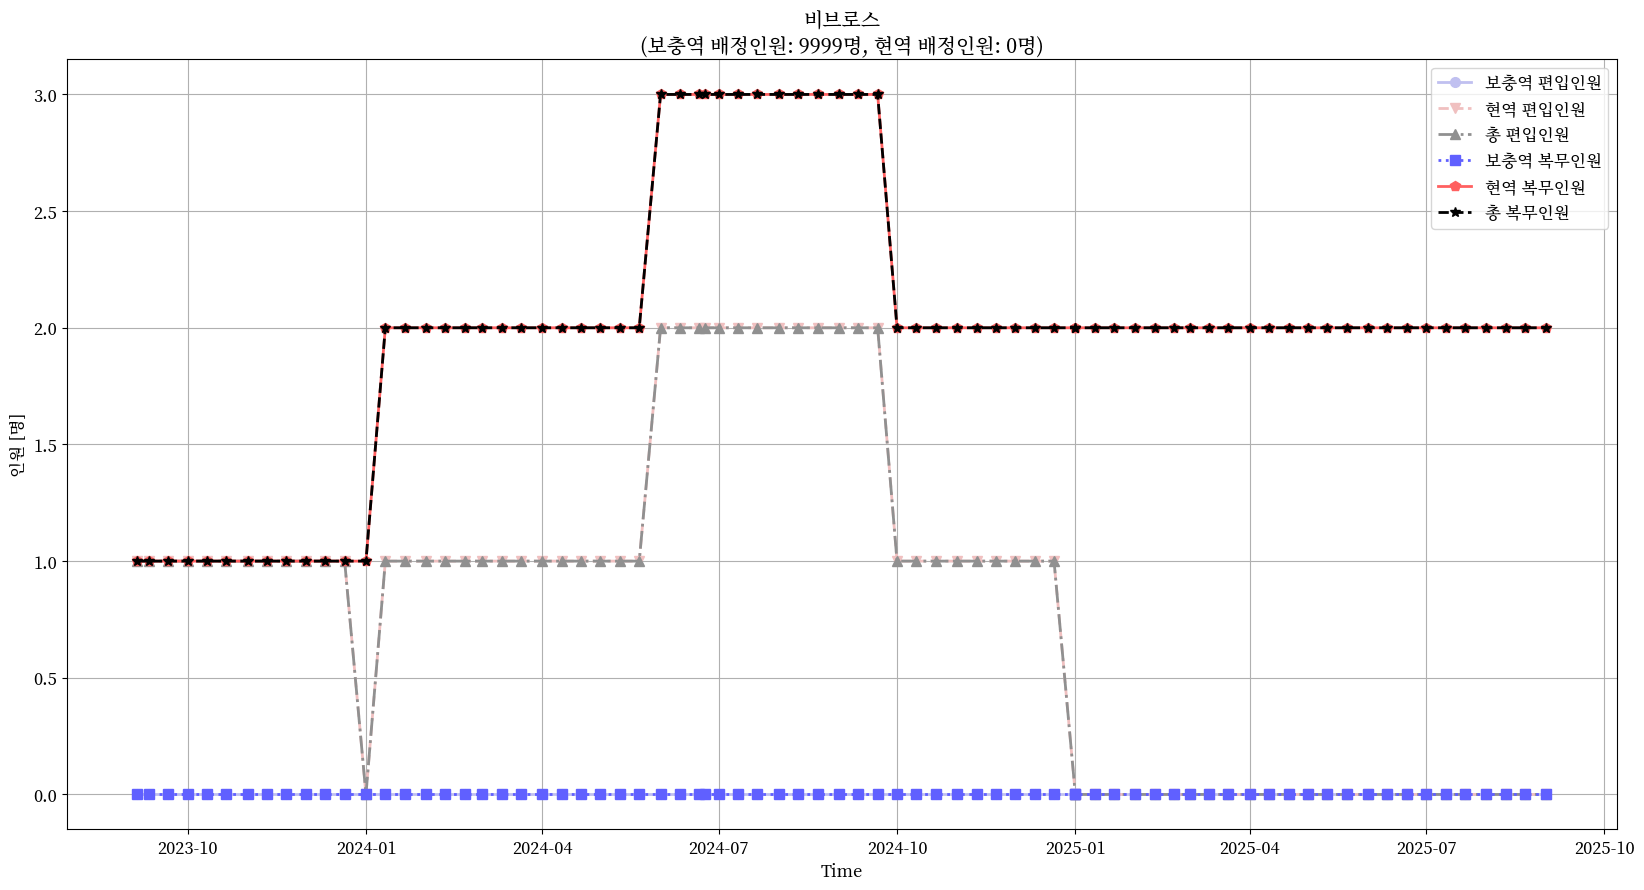 비브로스
(보충역 배정인원: 9999명, 현역 배정인원: 0명)
보충역 편입인원
현역 편입인원
총 편입인원
보충역 복무인원
현역 복무인원
총 복무인원
인원 [명]
3.0
2.5
2.0
1.5
1.0
0.5
0.0
2023-10
2024-01
2024-04
2024-07
2024-10
2025-01
2025-04
2025-07
2025-10
Time